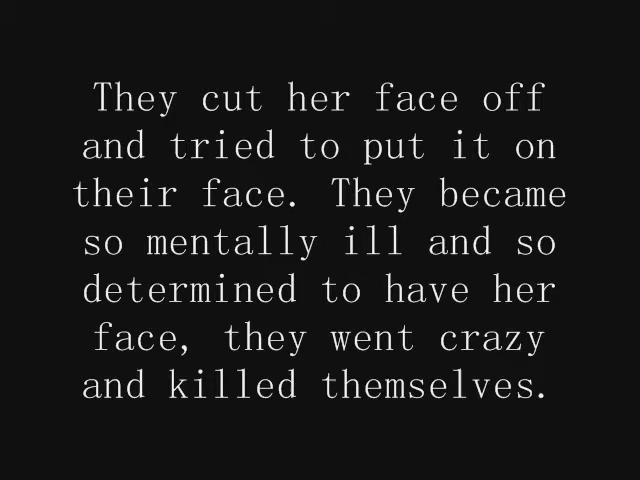 They cut her face off
and tried to put it on
their face. They became
so mentally ill and so
determined to have her
face, they went crazy
and killed themselves.